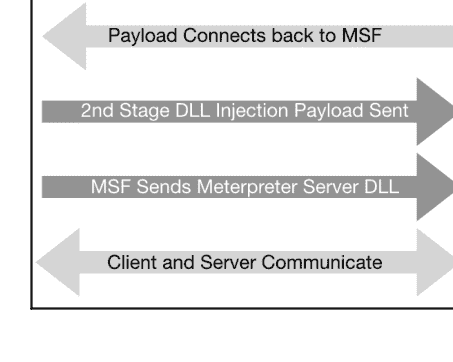 Payload Connects back to MSF
2nd Stage DLL Injection Payload Sent
MSF Sends Meterpreter Server DLL
Client and Server Communicate